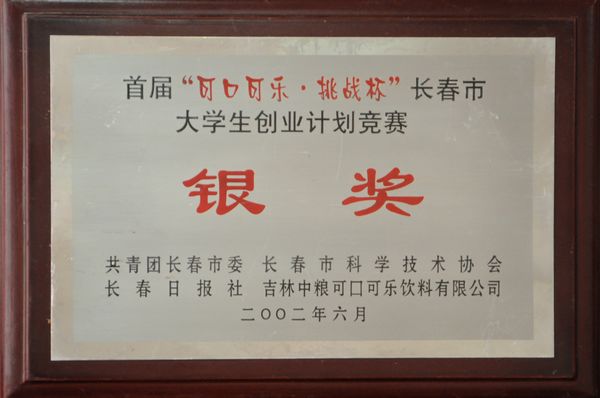 首届“可口可乐·挑战杯”长春市
大学生创业计划竞赛
银 奖
共青团长春市委 长春市科学技术协会
长春日报社 吉林中粮可口可乐饮料有限公司
二〇〇二年六月